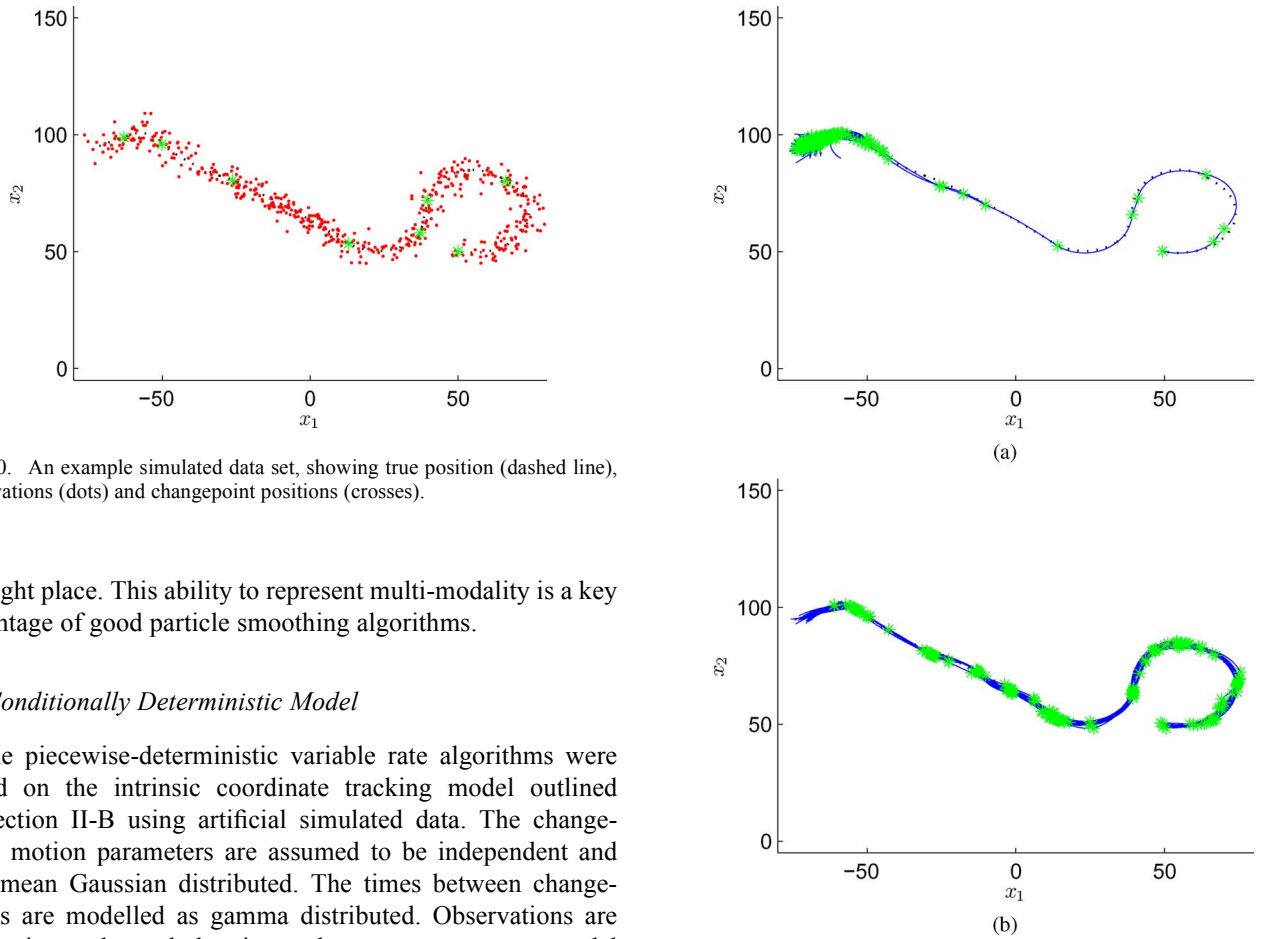 150
100
50
0
x₂
−50
0
50
x₁
0. An example simulated data set, showing true position (dashed line),
vations (dots) and changepoint positions (crosses).
ght place. This ability to represent multi-modality is a key
ntage of good particle smoothing algorithms.
onditionally Deterministic Model
e piecewise-deterministic variable rate algorithms were
d on the intrinsic coordinate tracking model outlined
ection II-B using artificial simulated data. The change-
motion parameters are assumed to be independent and
mean Gaussian distributed. The times between change-
s are modelled as gamma distributed. Observations are
150
100
50
0
x₂
−50
0
50
x₁
(a)
150
100
50
0
x₂
−50
0
50
x₁
(b)